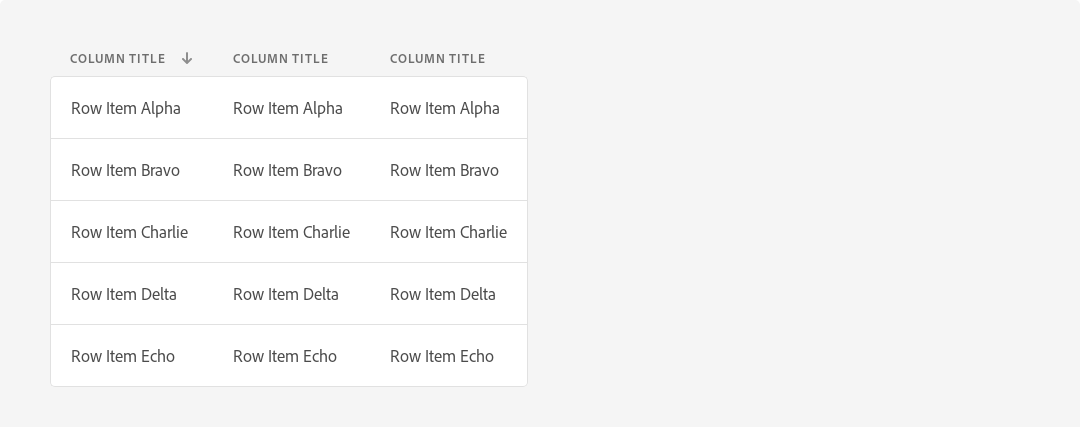 COLUMN TITLE COLUMN TITLE COLUMN TITLE
Row Item Alpha Row Item Alpha Row Item Alpha
Row Item Bravo Row Item Bravo Row Item Bravo
Row Item Charlie Row Item Charlie Row Item Charlie
Row Item Delta Row Item Delta Row Item Delta
Row Item Echo Row Item Echo Row Item Echo